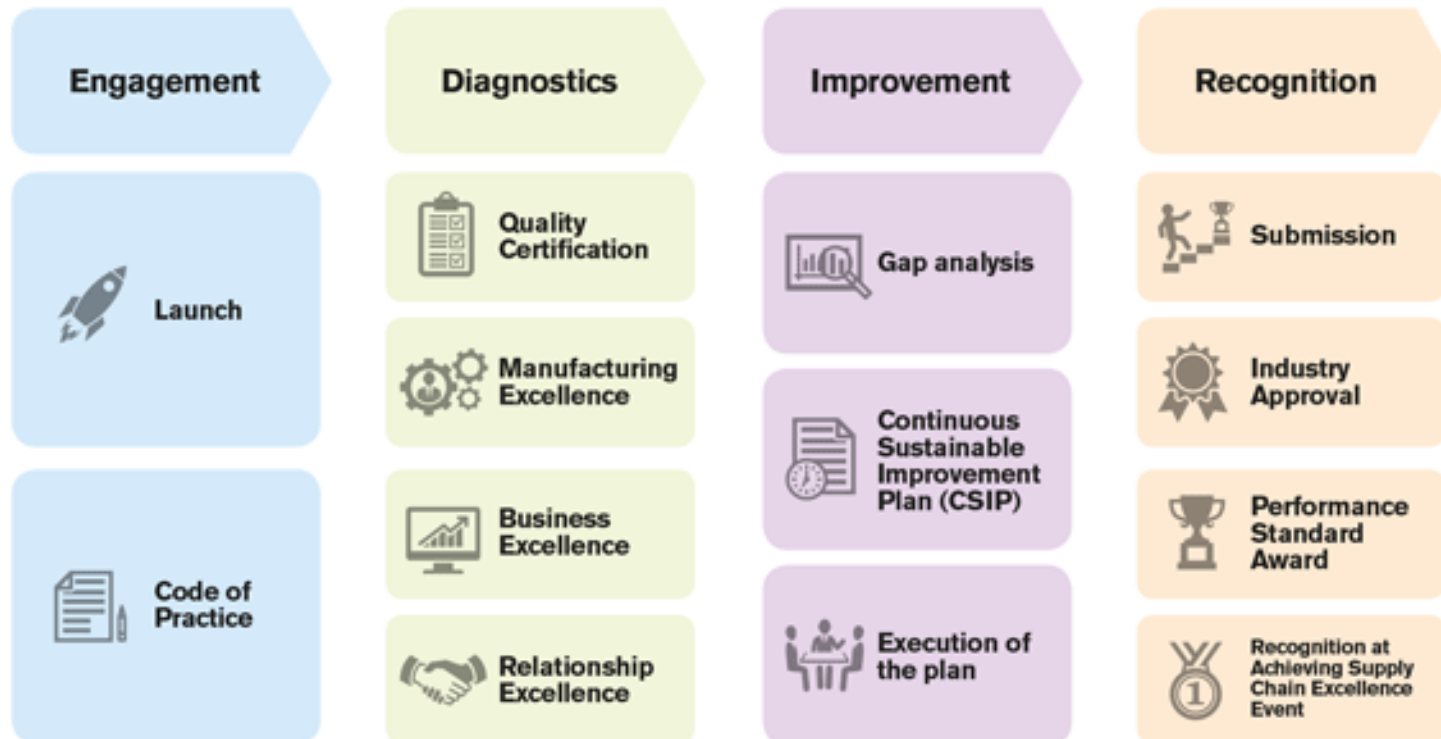 Engagement
Launch
Code of
Practice
Diagnostics
Quality
Certification
Manufacturing
Excellence
Business
Excellence
Relationship
Excellence
Improvement
Gap analysis
Continuous
Sustainable
Improvement
Plan (CSIP)
Execution of
the plan
Recognition
Submission
Industry
Approval
Performance
Standard
Award
Recognition at
Achieving Supply
Chain Excellence
Event
1